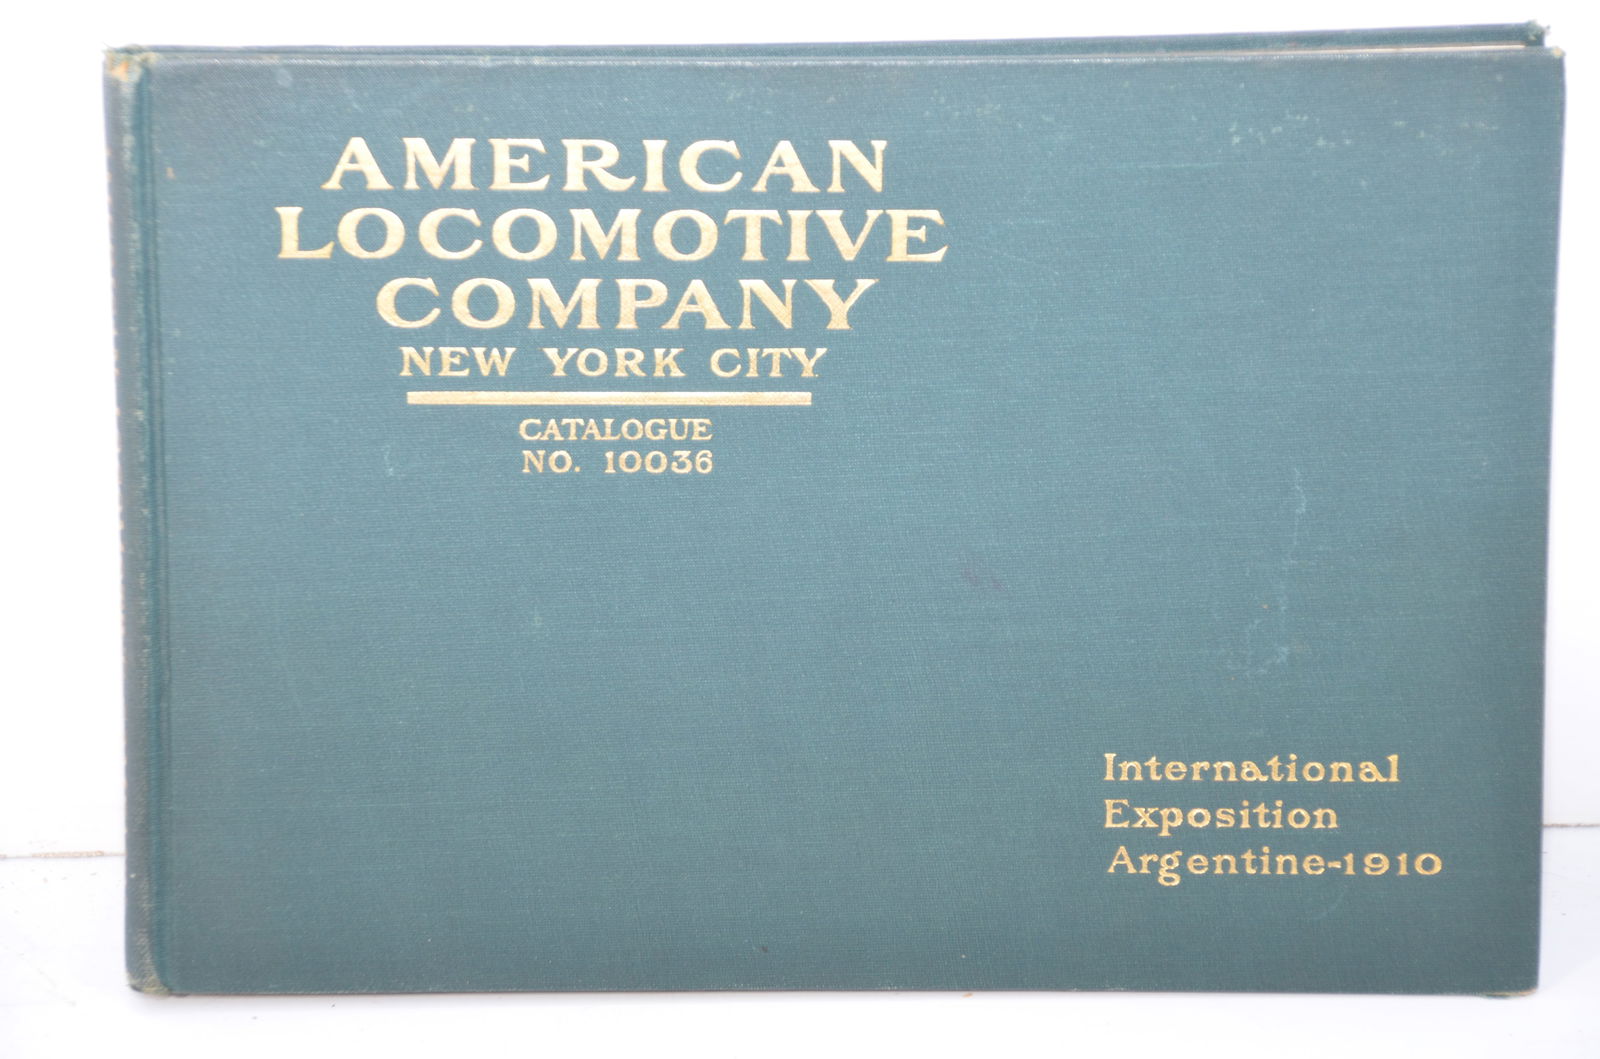 AMERICAN
LOCOMOTIVE
COMPANY
NEW YORK CITY.
CATALOGUE
NO. 10036
International
Exposition
Argentine-1910